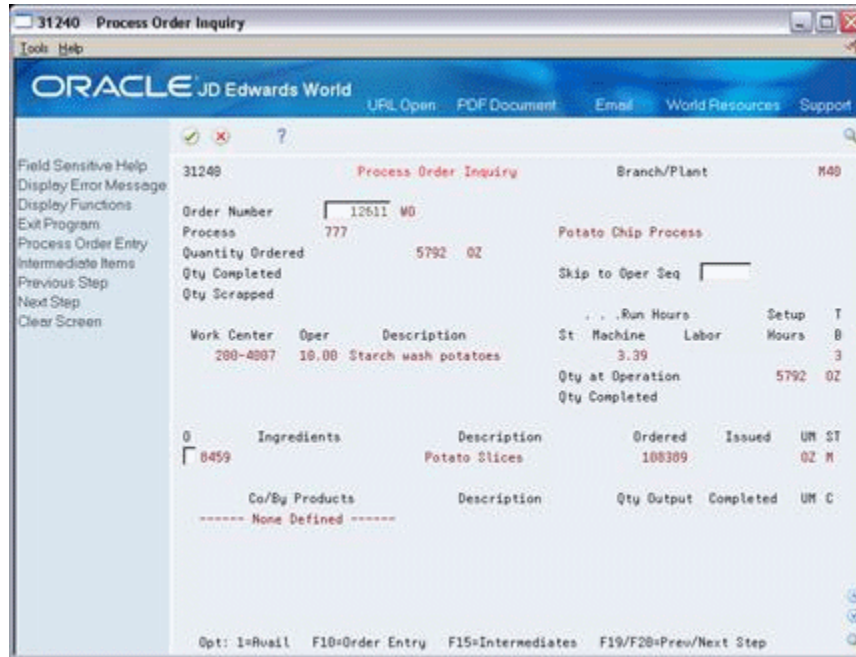 31240 Process Order Inquiry
Tools Help
ORACLE JD Edwards World
URL Open PDF Document Email World Resources Support
?
Field Sensitive Help
Display Error Message
Display Functions
Exit Program
Process Order Entry
Intermediate Items
Previous Step
Next Step
Clear Screen
31240 Process Order Inquiry Branch/Plant M40
Order Number 12611 WO
Process 777 Potato Chip Process
Quantity Ordered 5792 OZ
Qty Completed Skip to Oper Seq
Qty Scrapped
. . .Run Hours Setup T
Work Center Oper Description St Machine Labor Hours B
200-4007 10.00 Starch wash potatoes 3.39 3
Qty at Operation 5792 OZ
Qty Completed
O Ingredients Description Ordered Issued UM ST
8459 Potato Slices 108389 OZ M
Co/By Products Description Qty Output Completed UM C
------ None Defined ------
Opt: 1=Avail F10=Order Entry F15=Intermediates F19/F20=Prev/Next Step